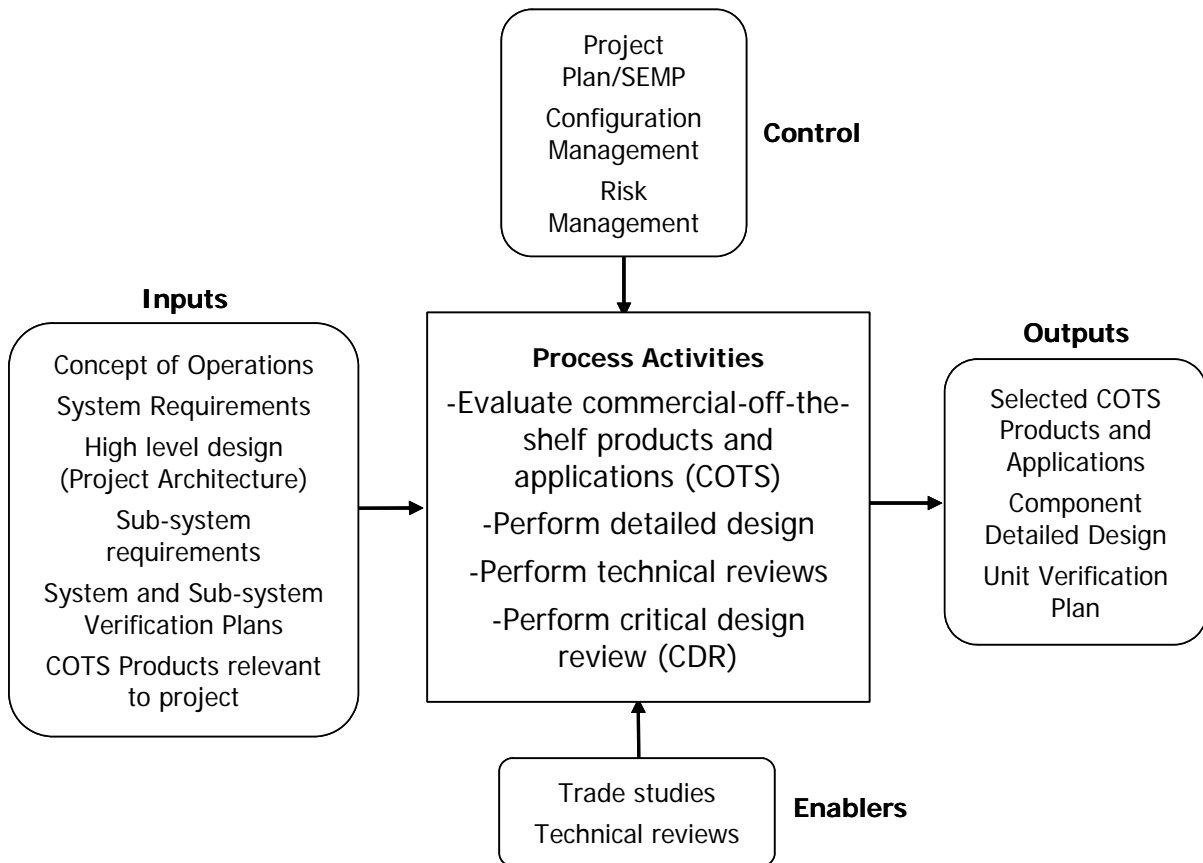 Project
Plan/SEMP
Configuration
Management
Risk
Management
Control
Inputs
Concept of Operations
System Requirements
High level design
(Project Architecture)
Sub-system
requirements
System and Sub-system
Verification Plans
COTS Products relevant
to project
Process Activities
-Evaluate commercial-off-the-
shelf products and
applications (COTS)
-Perform detailed design
-Perform technical reviews
-Perform critical design
review (CDR)
Outputs
Selected COTS
Products and
Applications
Component
Detailed Design
Unit Verification
Plan
Trade studies
Technical reviews
Enablers